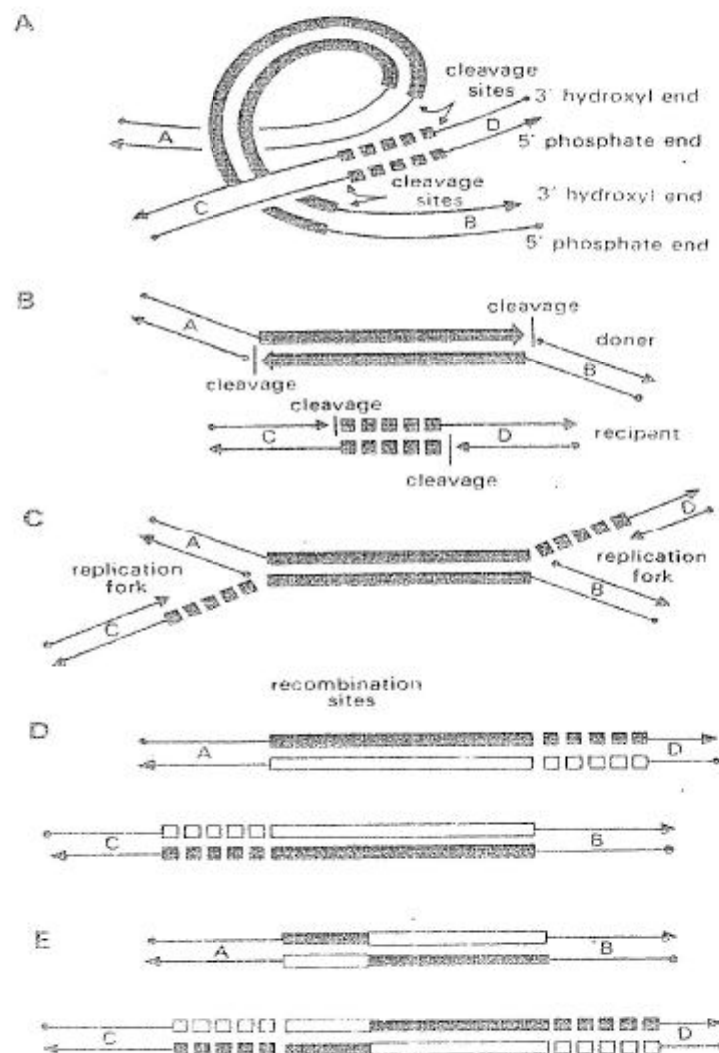 A
cleavage
sites
3' hydroxyl end
A
D
5' phosphate end
cleavage
sites
3' hydroxyl end
C
B
5' phosphate end
B
cleavage
A
doner
cleavage
B
cleavage
C
D
recipant
cleavage
C
D
A
replication
fork
replication
fork
B
C
recombination
sites
D
A
D
C
B
E
A
B
C
D